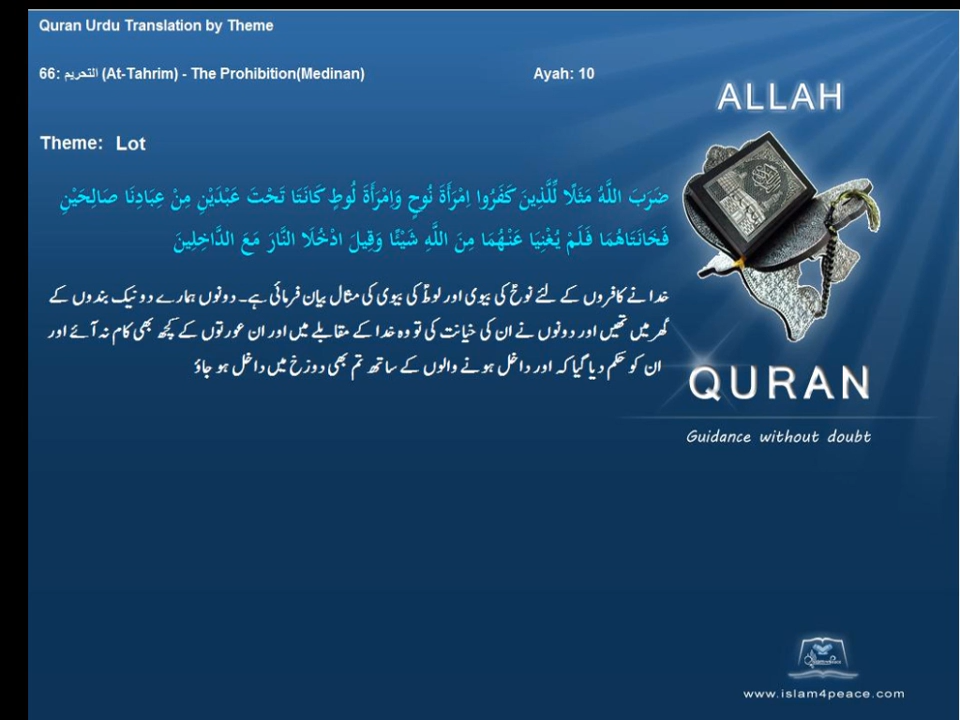 Quran Urdu Translation by Theme
66: التحريم (At-Tahrim) - The Prohibition(Medinan) Ayah: 10
Theme: Lot
ضَرَبَ اللَّهُ مَثَلًا لِّلَّذِينَ كَفَرُوا اِمْرَأَةَ نُوحٍ وَاِمْرَأَةَ لُوطٍ كَانَتَا تَحْتَ عَبْدَيْنِ مِنْ عِبَادِنَا صَالِحَيْنِ
فَخَانَتَاهُمَا فَلَمْ يُغْنِيَا عَنْهُمَا مِنَ اللَّهِ شَيْئًا وَقِيلَ ادْخُلَا النَّارَ مَعَ الدَّاخِلِينَ
خدا نے کافروں کے لئے نوحؑ کی بیوی اور لوطؑ کی بیوی کی مثال بیان فرمائی ہے۔ دونوں ہمارے دو نیک بندوں کے
گھر میں تھیں اور دونوں نے ان کی خیانت کی تو وہ خدا کے مقابلے میں اور ان عورتوں کے کچھ بھی کام نہ آئے اور
ان کو حکم دیا گیا کہ اور داخل ہونے والوں کے ساتھ تم بھی دوزخ میں داخل ہو جاؤ
ALLAH
QURAN
Guidance without doubt
www.islam4peace.com